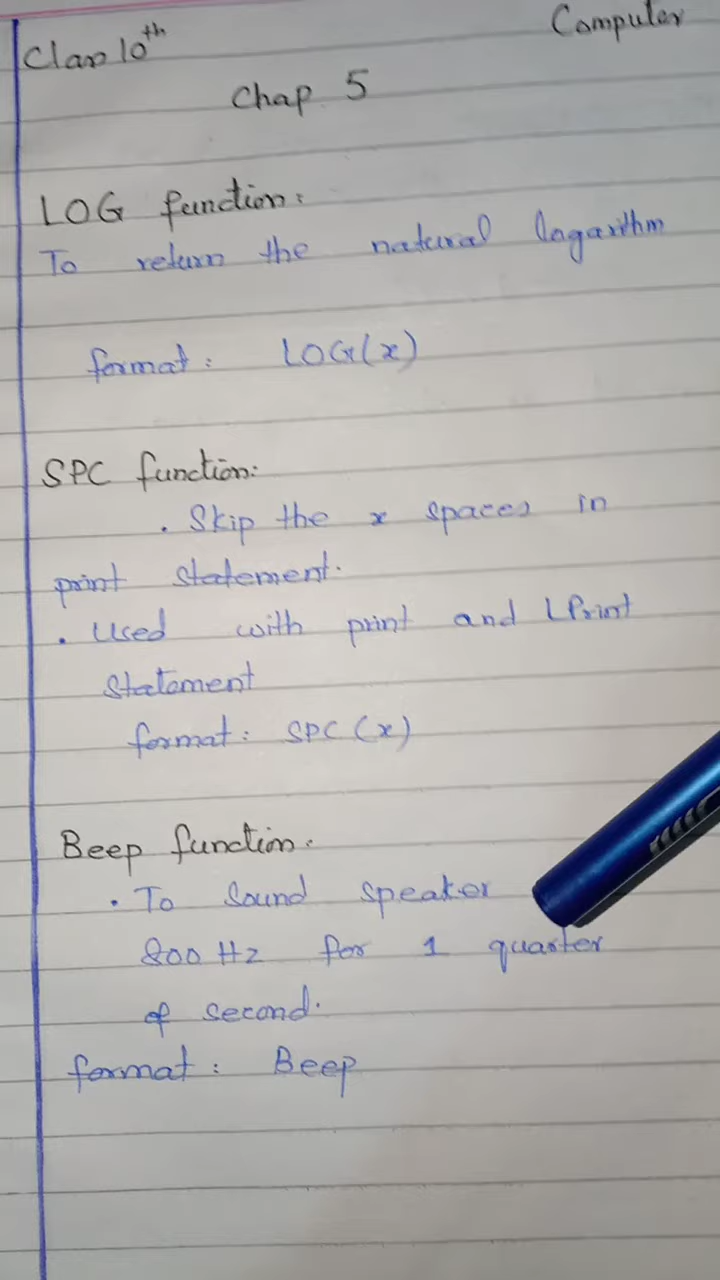 Class 10th Computer
Chap 5
LOG function:
To return the natural logarithm
format: LOG(x)
SPC function:
. Skip the x spaces in
print statement.
. Used with print and LPrint
statement
format: SPC (x)
Beep function.
. To Sound speaker
800 Hz for 1 quarter
of second.
format: Beep